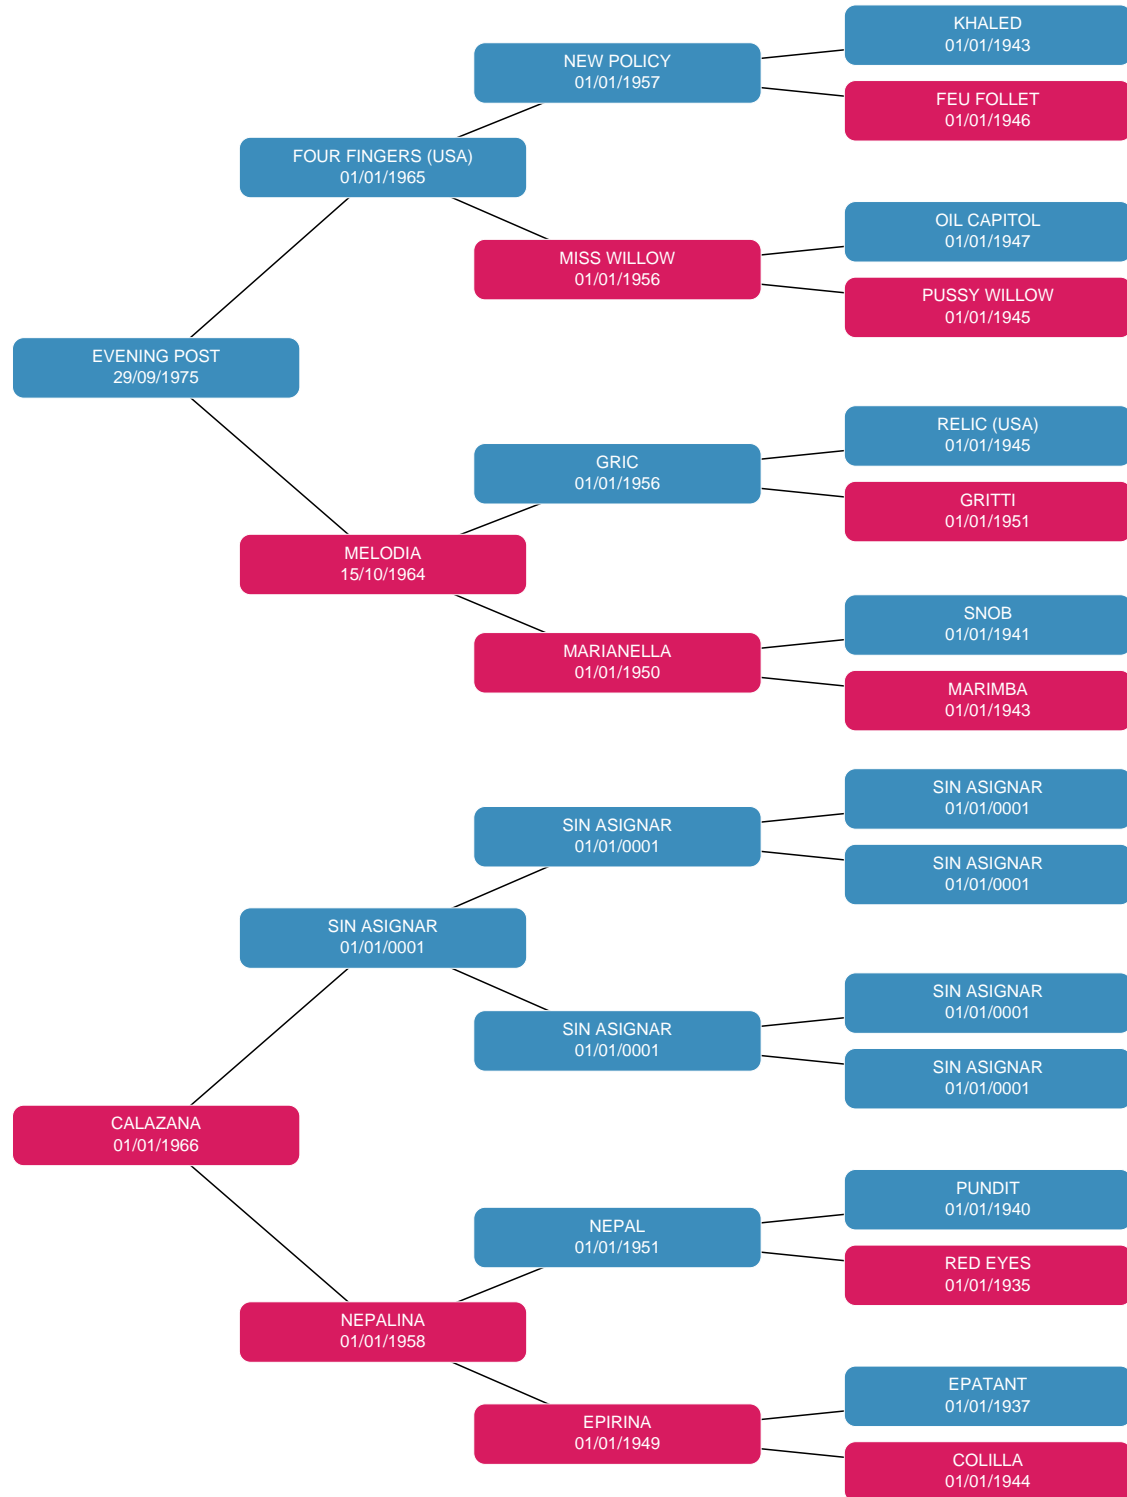 KHALED
01/01/1943
NEW POLICY
01/01/1957
FEU FOLLET
01/01/1946
FOUR FINGERS (USA)
01/01/1965
OIL CAPITOL
01/01/1947
MISS WILLOW
01/01/1956
PUSSY WILLOW
01/01/1945
EVENING POST
29/09/1975
RELIC (USA)
01/01/1945
GRIC
01/01/1956
GRITTI
01/01/1951
MELODIA
15/10/1964
SNOB
01/01/1941
MARIANELLA
01/01/1950
MARIMBA
01/01/1943
SIN ASIGNAR
01/01/0001
SIN ASIGNAR
01/01/0001
SIN ASIGNAR
01/01/0001
SIN ASIGNAR
01/01/0001
SIN ASIGNAR
01/01/0001
SIN ASIGNAR
01/01/0001
SIN ASIGNAR
01/01/0001
CALAZANA
01/01/1966
PUNDIT
01/01/1940
NEPAL
01/01/1951
RED EYES
01/01/1935
NEPALINA
01/01/1958
EPATANT
01/01/1937
EPIRINA
01/01/1949
COLILLA
01/01/1944